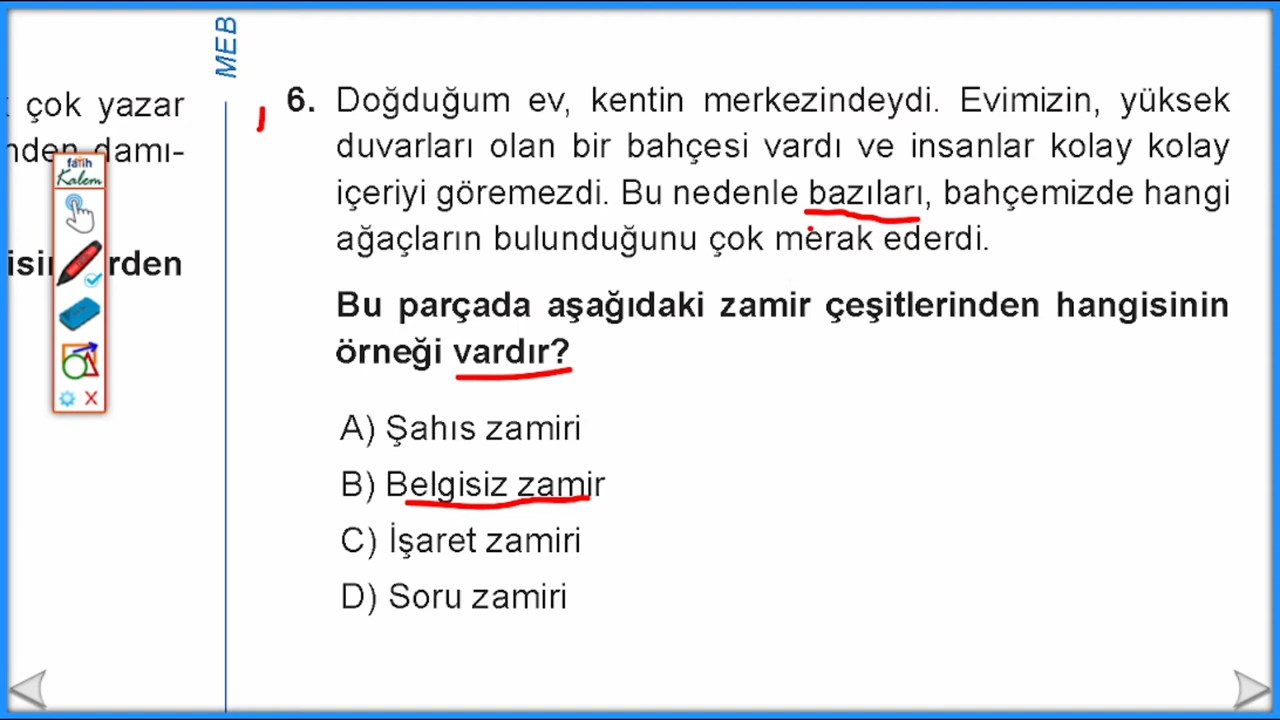 MEB
çok yazar
nden damı-
rden
fatih
Kalem
6. Doğduğum ev, kentin merkezindeydi. Evimizin, yüksek
duvarları olan bir bahçesi vardı ve insanlar kolay kolay
içeriyi göremezdi. Bu nedenle bazıları, bahçemizde hangi
ağaçların bulunduğunu çok merak ederdi.
Bu parçada aşağıdaki zamir çeşitlerinden hangisinin
örneği vardır?
A) Şahıs zamiri
B) Belgisiz zamir
C) İşaret zamiri
D) Soru zamiri